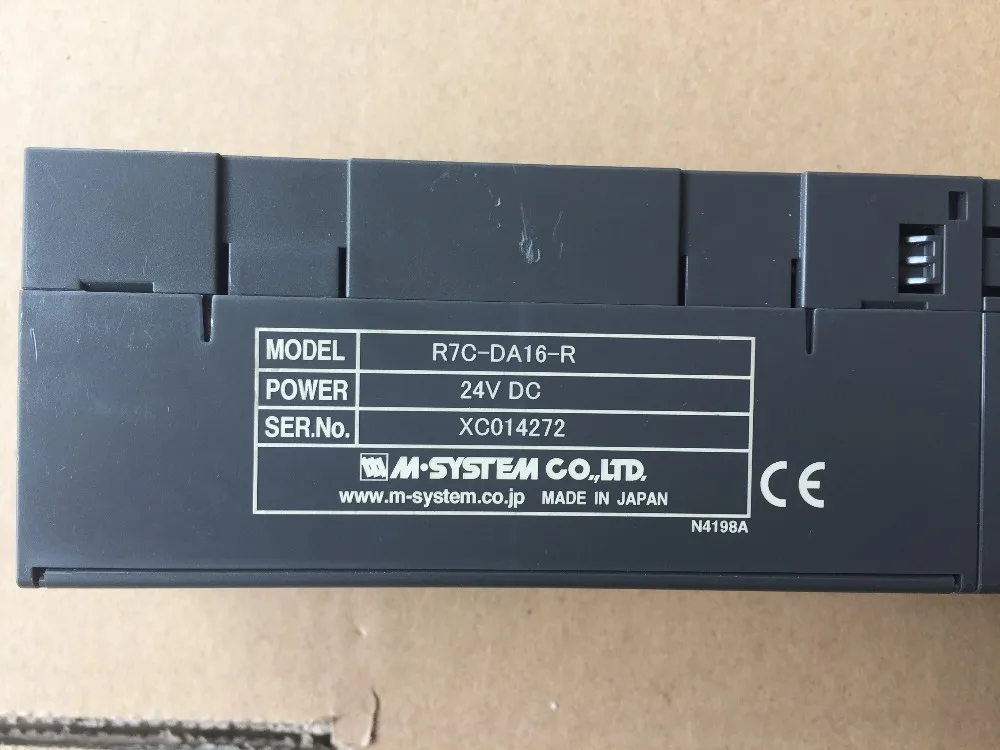 MODEL R7C-DA16-R
POWER 24V DC
SER.No. XC014272
M·SYSTEM CO.,LTD.
www.m-system.co.jp MADE IN JAPAN
CE
N4198A